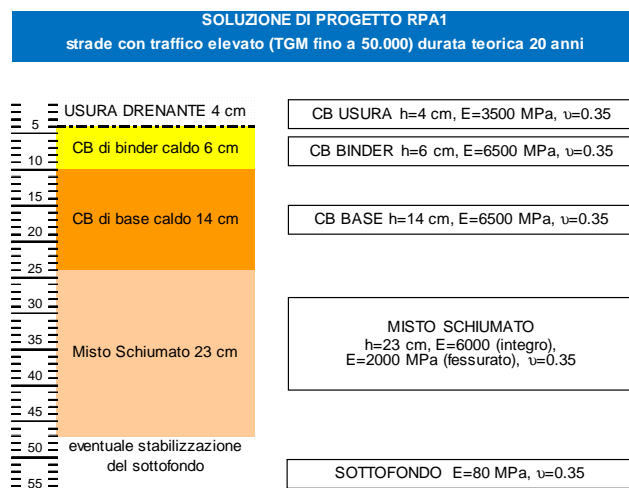 SOLUZIONE DI PROGETTO RPA1
strade con traffico elevato (TGM fino a 50.000) durata teorica 20 anni
USURA DRENANTE 4 cm
CB USURA h=4 cm, E=3500 MPa, υ=0.35
5
CB di binder caldo 6 cm
CB BINDER h=6 cm, E=6500 MPa, υ=0.35
10
15
CB di base caldo 14 cm
CB BASE h=14 cm, E=6500 MPa, υ=0.35
20
25
30
MISTO SCHIUMATO
35
h=23 cm, E=6000 (integro),
Misto Schiumato 23 cm
E=2000 MPa (fessurato), υ=0.35
40
45
50
eventuale stabilizzazione
del sottofondo
SOTTOFONDO E=80 MPa, υ=0.35
55